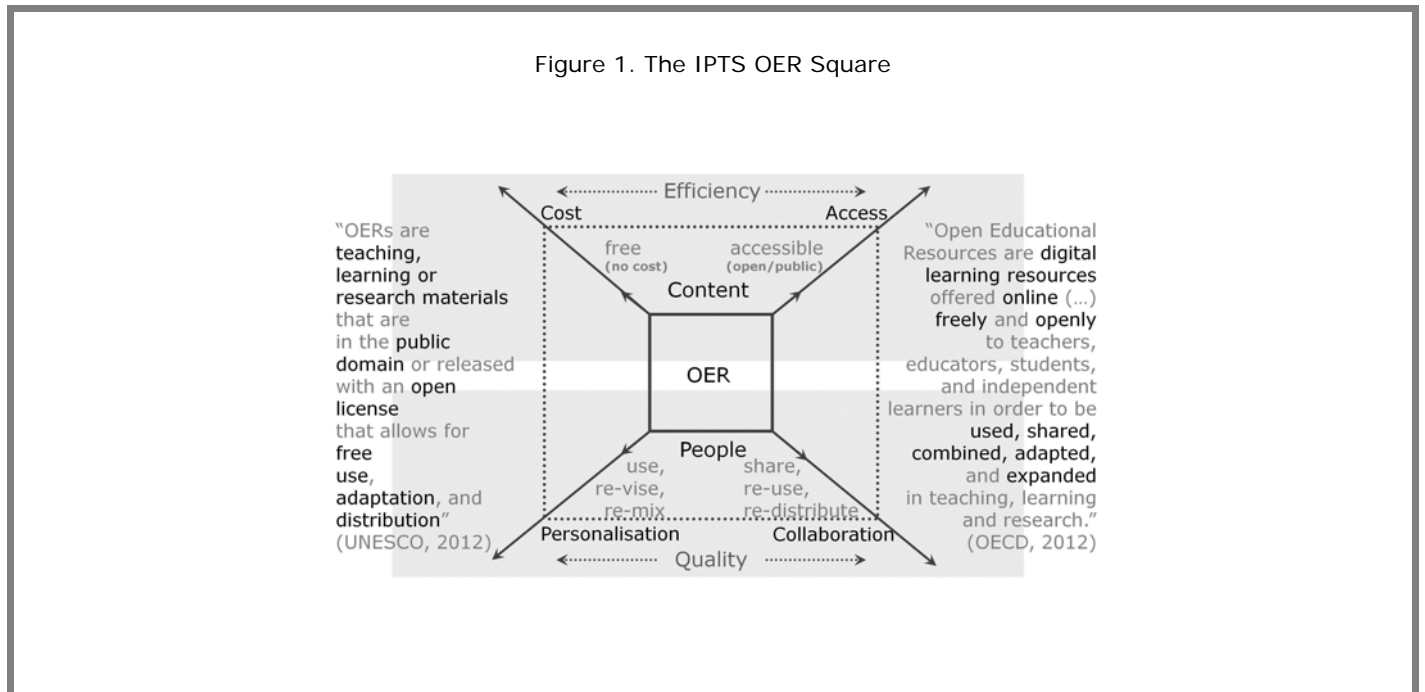 Figure 1. The IPTS OER Square
Efficiency
Cost
Access
free
(no cost)
accessible
(open/public)
Content
OER
People
use,
re-vise,
re-mix
share,
re-use,
re-distribute
Personalisation
Collaboration
Quality
"OERs are
teaching,
learning or
research materials
that are
in the public
domain or released
with an open
license
that allows for
free
use,
adaptation, and
distribution"
(UNESCO, 2012)
"Open Educational
Resources are digital
learning resources
offered online (...)
freely and openly
to teachers,
educators, students,
and independent
learners in order to be
used, shared,
combined, adapted,
and expanded
in teaching, learning
and research."
(OECD, 2012)